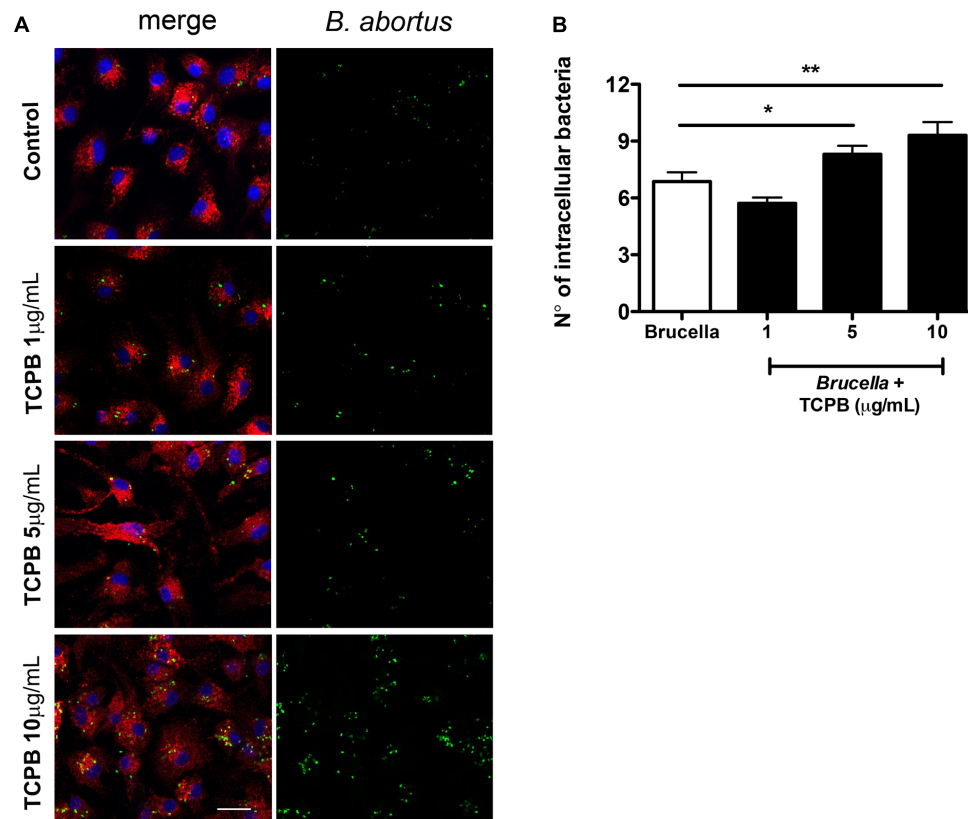 A
merge
B. abortus
Control
TCPB 1μg/mL
TCPB 5μg/mL
TCPB 10μg/mL
B
**
*
12
9
6
3
0
N° of intracellular bacteria
Brucella
1
5
10
Brucella +
TCPB (μg/mL)